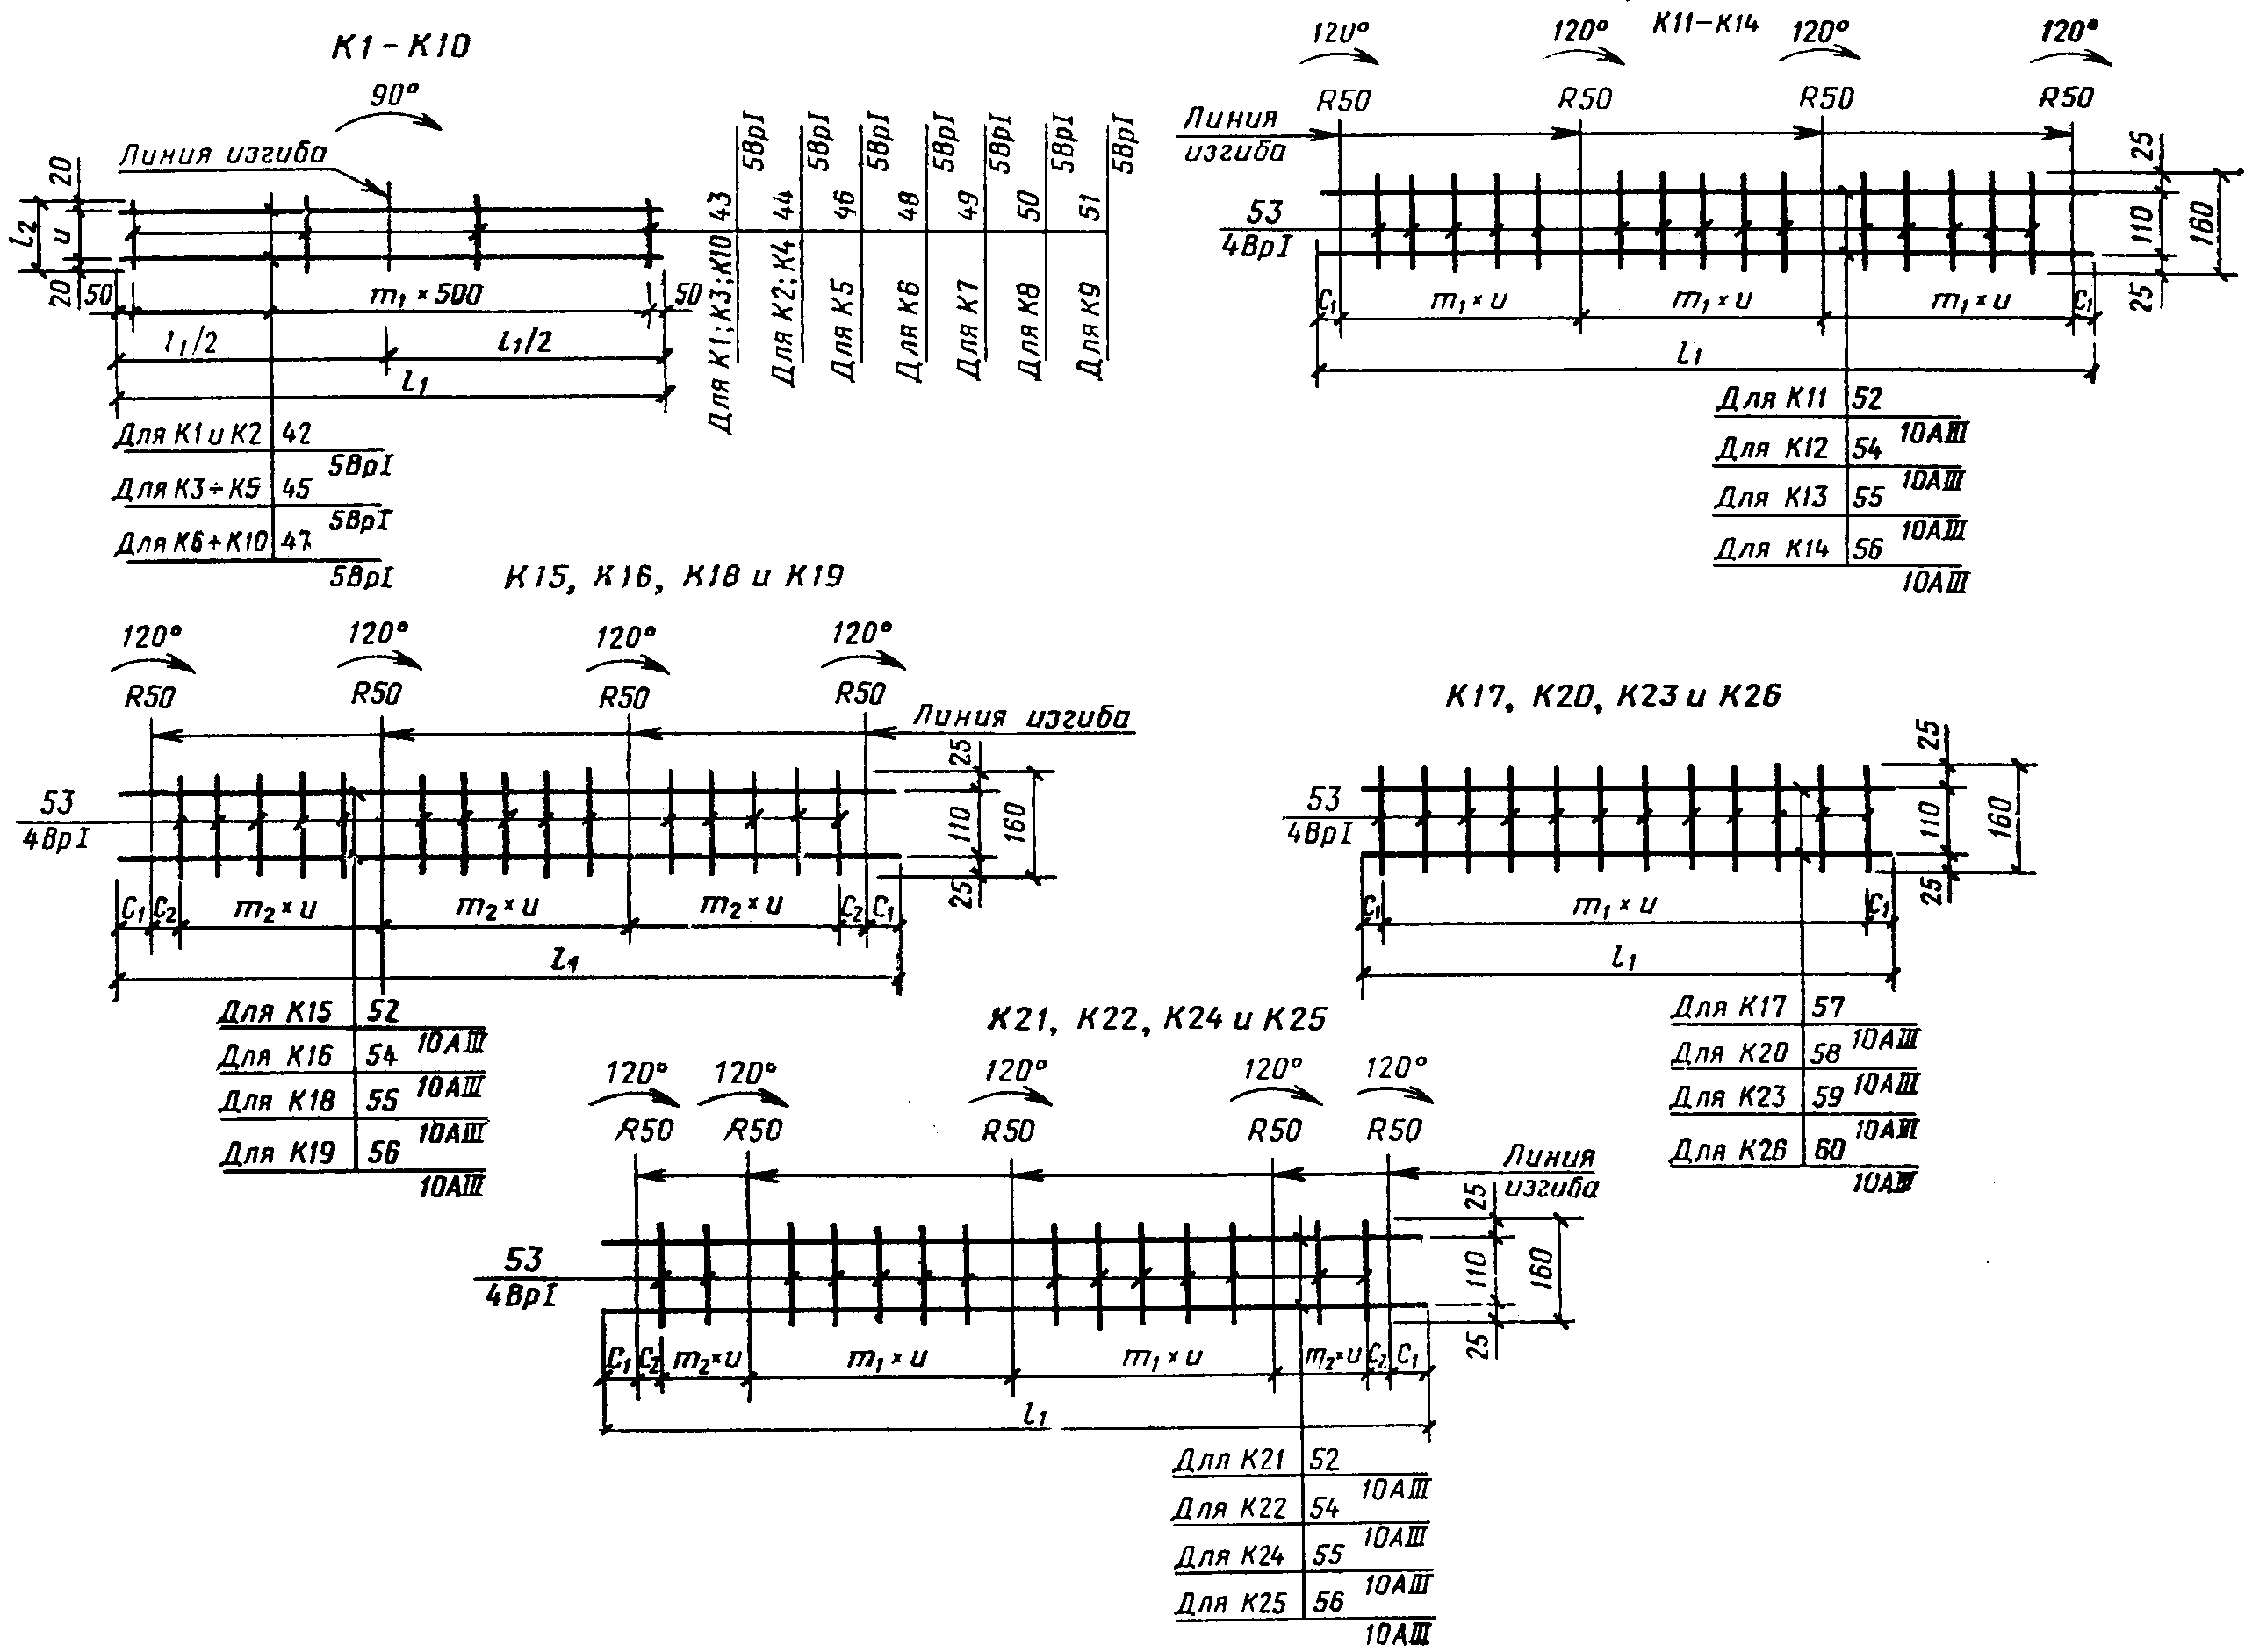 К1-К10
90°
Линия изгиба
20
l2
и
20
50
m1×500
50
l1/2
l1/2
l1
Для К1 и К2 42
5ВрI
Для К3÷К5 45
5ВрI
Для К6÷К10 47
5ВрI
Для К1; К3; К10 43 5ВрI
Для К2; К4 44 5ВрI
Для К5 46 5ВрI
Для К6 48 5ВрI
Для К7 49 5ВрI
Для К8 50 5ВрI
Для К9 51 5ВрI
К11-К14
120° 120° 120° 120°
R50 R50 R50 R50
Линия
изгиба
53
4ВрI
25
110
160
25
C1 m1×и m1×и m1×и C1
l1
Для К11 52
10АIII
Для К12 54
10АIII
Для К13 55
10АIII
Для К14 56
10АIII
К15, К16, К18 и К19
120° 120° 120° 120°
R50 R50 R50 R50
Линия изгиба
53
4ВрI
25
110
160
25
C1 C2 m2×и m2×и m2×и C2 C1
l1
Для К15 52
10АIII
Для К16 54
10АIII
Для К18 55
10АIII
Для К19 56
10АIII
К17, К20, К23 и К26
53
4ВрI
25
110
160
25
C1 m1×и C1
l1
Для К17 57
10АIII
Для К20 58
10АIII
Для К23 59
10АIII
Для К26 60
10АIII
К21, К22, К24 и К25
120° 120° 120° 120° 120°
R50 R50 R50 R50 R50
Линия
изгиба
53
4ВрI
25
110
160
25
C1 C2 m2×и m1×и m1×и m2×и C2 C1
l1
Для К21 52
10АIII
Для К22 54
10АIII
Для К24 55
10АIII
Для К25 56
10АIII